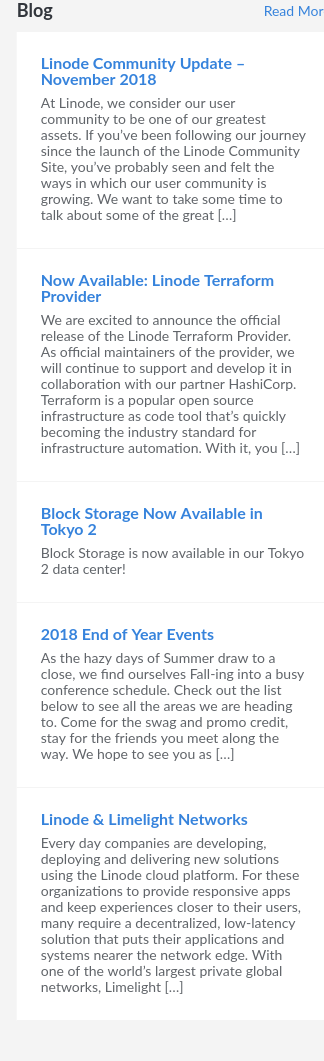 Blog
Read Mor
Linode Community Update –
November 2018
At Linode, we consider our user
community to be one of our greatest
assets. If you've been following our journey
since the launch of the Linode Community
Site, you've probably seen and felt the
ways in which our user community is
growing. We want to take some time to
talk about some of the great [...]
Now Available: Linode Terraform
Provider
We are excited to announce the official
release of the Linode Terraform Provider.
As official maintainers of the provider, we
will continue to support and develop it in
collaboration with our partner HashiCorp.
Terraform is a popular open source
infrastructure as code tool that's quickly
becoming the industry standard for
infrastructure automation. With it, you [...]
Block Storage Now Available in
Tokyo 2
Block Storage is now available in our Tokyo
2 data center!
2018 End of Year Events
As the hazy days of Summer draw to a
close, we find ourselves Fall-ing into a busy
conference schedule. Check out the list
below to see all the areas we are heading
to. Come for the swag and promo credit,
stay for the friends you meet along the
way. We hope to see you as [...]
Linode & Limelight Networks
Every day companies are developing,
deploying and delivering new solutions
using the Linode cloud platform. For these
organizations to provide responsive apps
and keep experiences closer to their users,
many require a decentralized, low-latency
solution that puts their applications and
systems nearer the network edge. With
one of the world's largest private global
networks, Limelight [...]